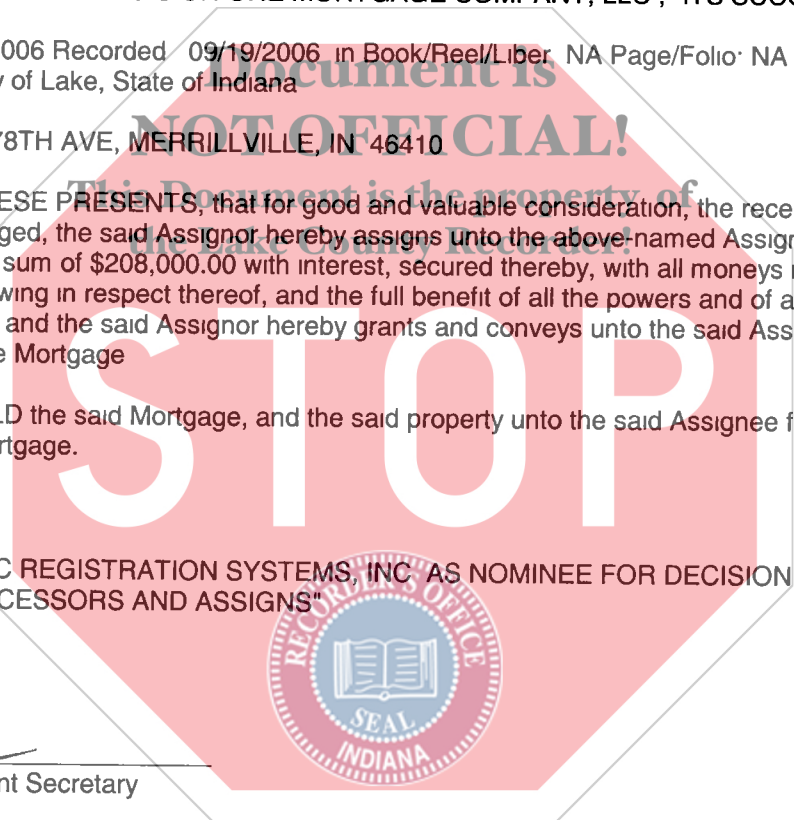 006 Recorded 09/19/2006 in Book/Reel/Liber NA Page/Folio NA
y of Lake, State of Indiana
Document is
NOT OFFICIAL!
This Document is the property of
the Lake County Recorder!
78TH AVE, MERRILLVILLE, IN 46410
ESE PRESENTS, that for good and valuable consideration, the rece
ged, the said Assignor hereby assigns unto the above-named Assign
sum of $208,000.00 with interest, secured thereby, with all moneys
wing in respect thereof, and the full benefit of all the powers and of a
and the said Assignor hereby grants and conveys unto the said Ass
e Mortgage
STOP
LD the said Mortgage, and the said property unto the said Assignee f
rtgage.
C REGISTRATION SYSTEMS, INC AS NOMINEE FOR DECISION
CESSORS AND ASSIGNS"
RECORDER'S OFFICE
SEAL
INDIANA
nt Secretary